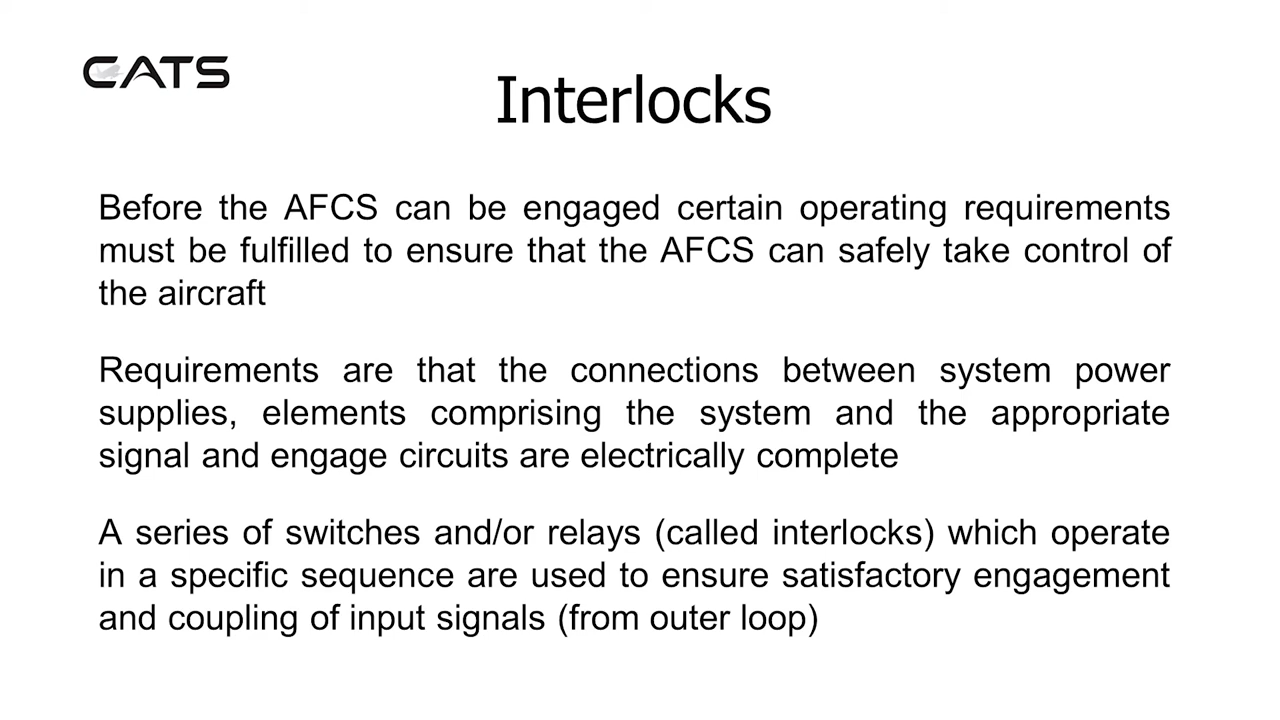 CATS
Interlocks
Before the AFCS can be engaged certain operating requirements
must be fulfilled to ensure that the AFCS can safely take control of
the aircraft
Requirements are that the connections between system power
supplies, elements comprising the system and the appropriate
signal and engage circuits are electrically complete
A series of switches and/or relays (called interlocks) which operate
in a specific sequence are used to ensure satisfactory engagement
and coupling of input signals (from outer loop)